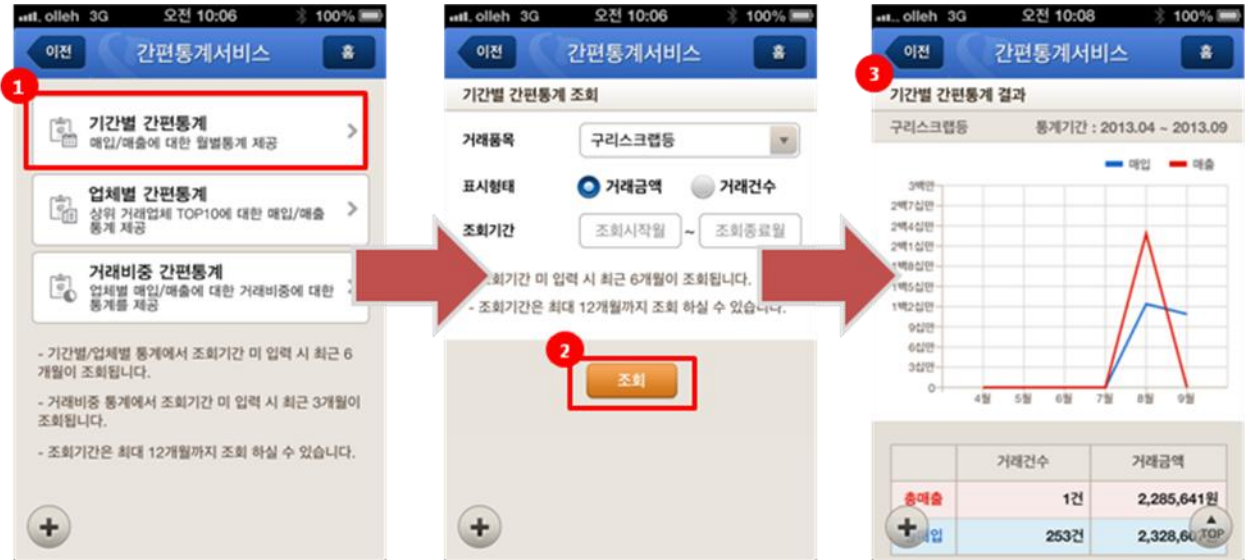 olleh 3G 오전 10:06 100%
이전 간편통계서비스 홈
1
기간별 간편통계
매입/매출에 대한 월별통계 제공
업체별 간편통계
상위 거래업체 TOP10에 대한 매입/매출
통계 제공
거래비중 간편통계
업체별 매입/매출에 대한 거래비중에 대한
통계를 제공
- 기간별/업체별 통계에서 조회기간 미 입력 시 최근 6
개월이 조회됩니다.
- 거래비중 통계에서 조회기간 미 입력 시 최근 3개월이
조회됩니다.
- 조회기간은 최대 12개월까지 조회 하실 수 있습니다.
olleh 3G 오전 10:06 100%
이전 간편통계서비스 홈
기간별 간편통계 조회
거래품목 구리스크랩등
표시형태 거래금액 거래건수
조회기간 조회시작월 ~ 조회종료월
조회기간 미 입력 시 최근 6개월이 조회됩니다.
- 조회기간은 최대 12개월까지 조회 하실 수 있습니다.
2
조회
olleh 3G 오전 10:08 100%
이전 간편통계서비스 홈
3
기간별 간편통계 결과
구리스크랩등 통계기간 : 2013.04 ~ 2013.09
매입 매출
3백만
2백7십만
2백4십만
2백1십만
1백8십만
1백5십만
1백2십만
9십만
6십만
3십만
0
4월 5월 6월 7월 8월 9월
거래건수 거래금액
총매출 1건 2,285,641원
253건
TOP